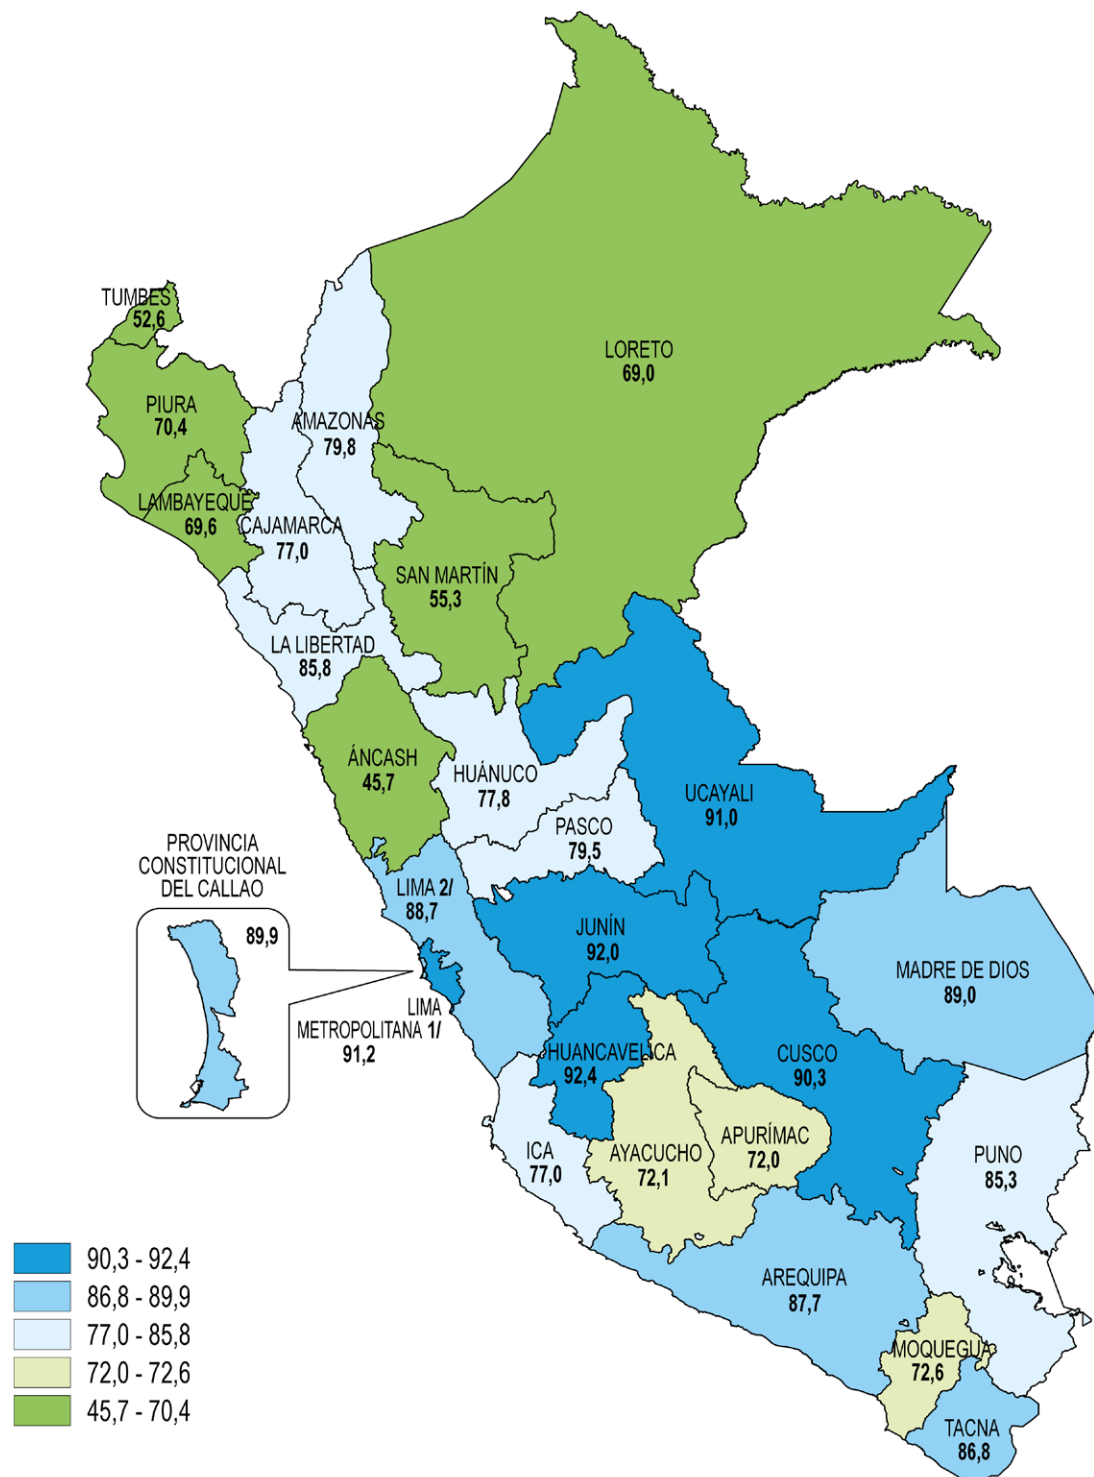 TUMBES
52,6
PIURA
70,4
LAMBAYEQUE
69,6
CAJAMARCA
77,0
AMAZONAS
79,8
LORETO
69,0
SAN MARTÍN
55,3
LA LIBERTAD
85,8
ÁNCASH
45,7
HUÁNUCO
77,8
PASCO
79,5
UCAYALI
91,0
PROVINCIA
CONSTITUCIONAL
DEL CALLAO
89,9
LIMA 2/
88,7
JUNÍN
92,0
MADRE DE DIOS
89,0
LIMA
METROPOLITANA 1/
91,2
HUANCAVELICA
92,4
CUSCO
90,3
ICA
77,0
AYACUCHO
72,1
APURÍMAC
72,0
PUNO
85,3
AREQUIPA
87,7
MOQUEGUA
72,6
TACNA
86,8
90,3 - 92,4
86,8 - 89,9
77,0 - 85,8
72,0 - 72,6
45,7 - 70,4